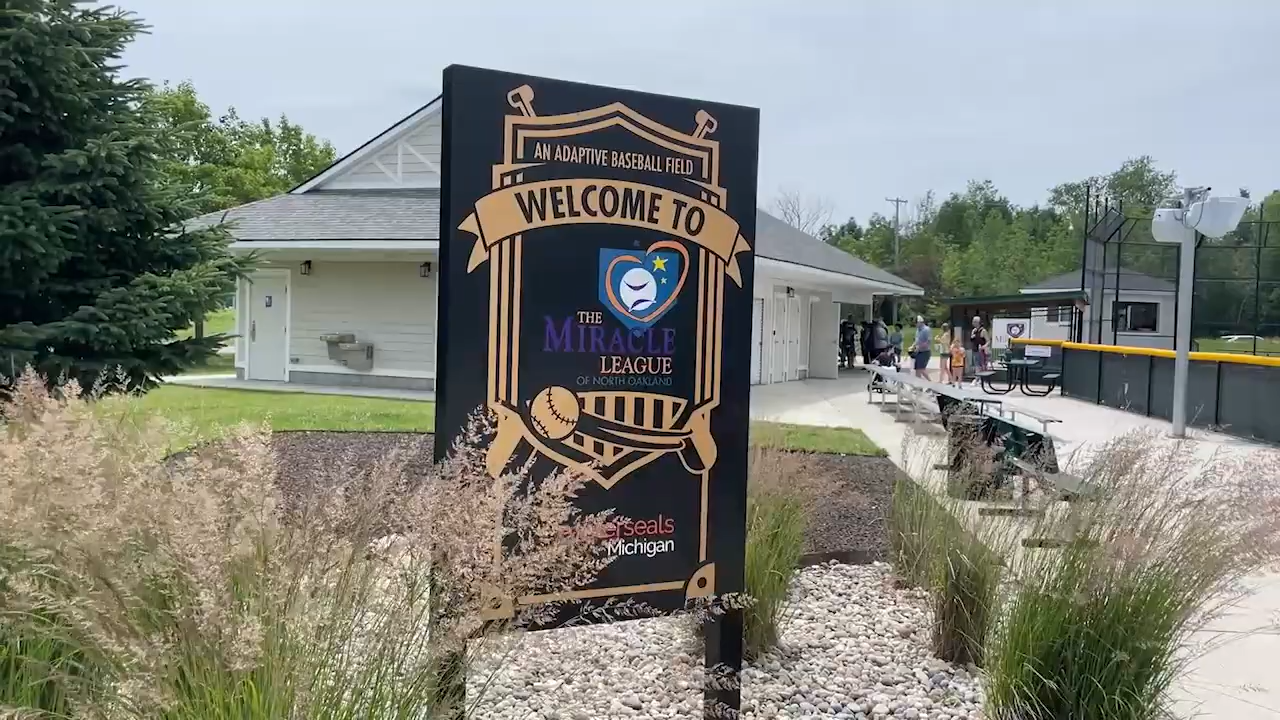 AN ADAPTIVE BASEBALL FIELD
WELCOME TO
THE
MIRACLE
LEAGUE
OF NORTH OAKLAND
Michigan